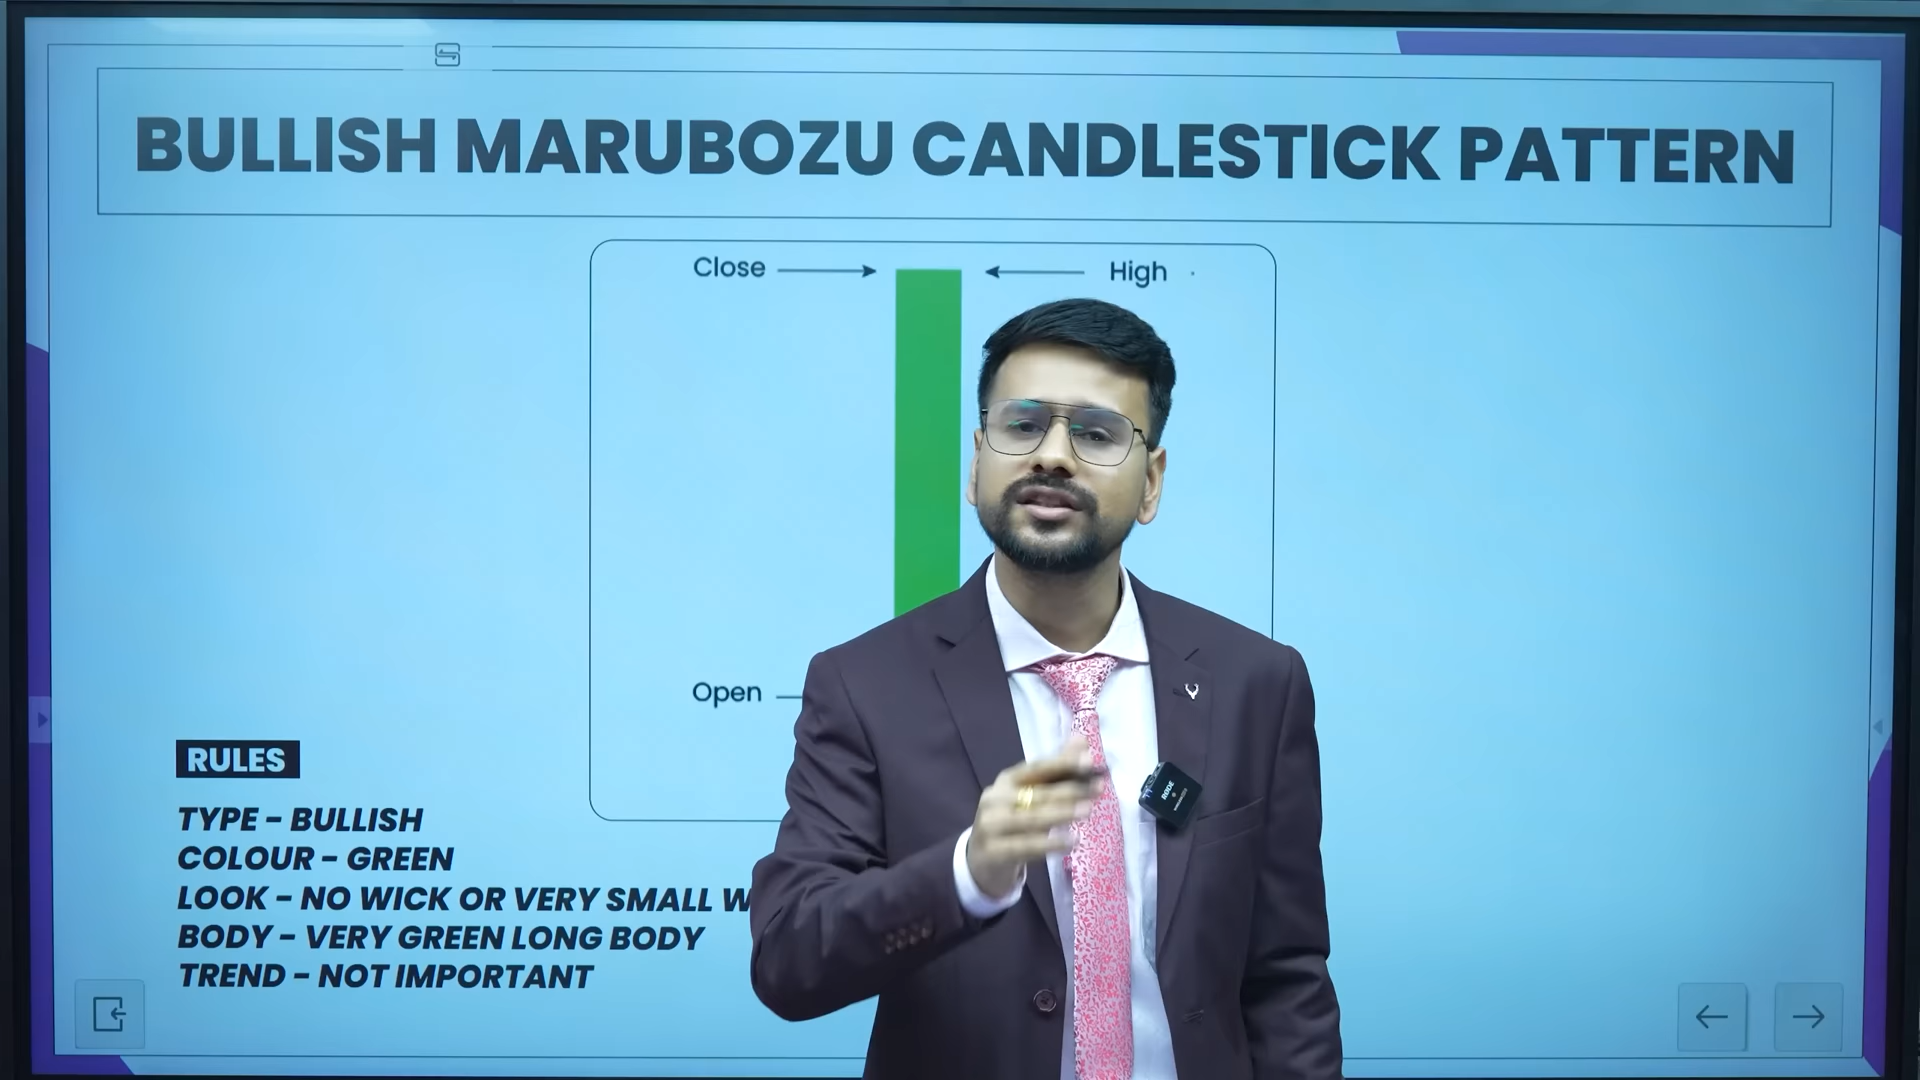 BULLISH MARUBOZU CANDLESTICK PATTERN
Close
High
Open
RULES
TYPE - BULLISH
COLOUR - GREEN
LOOK - NO WICK OR VERY SMALL W
BODY - VERY GREEN LONG BODY
TREND - NOT IMPORTANT
RODE